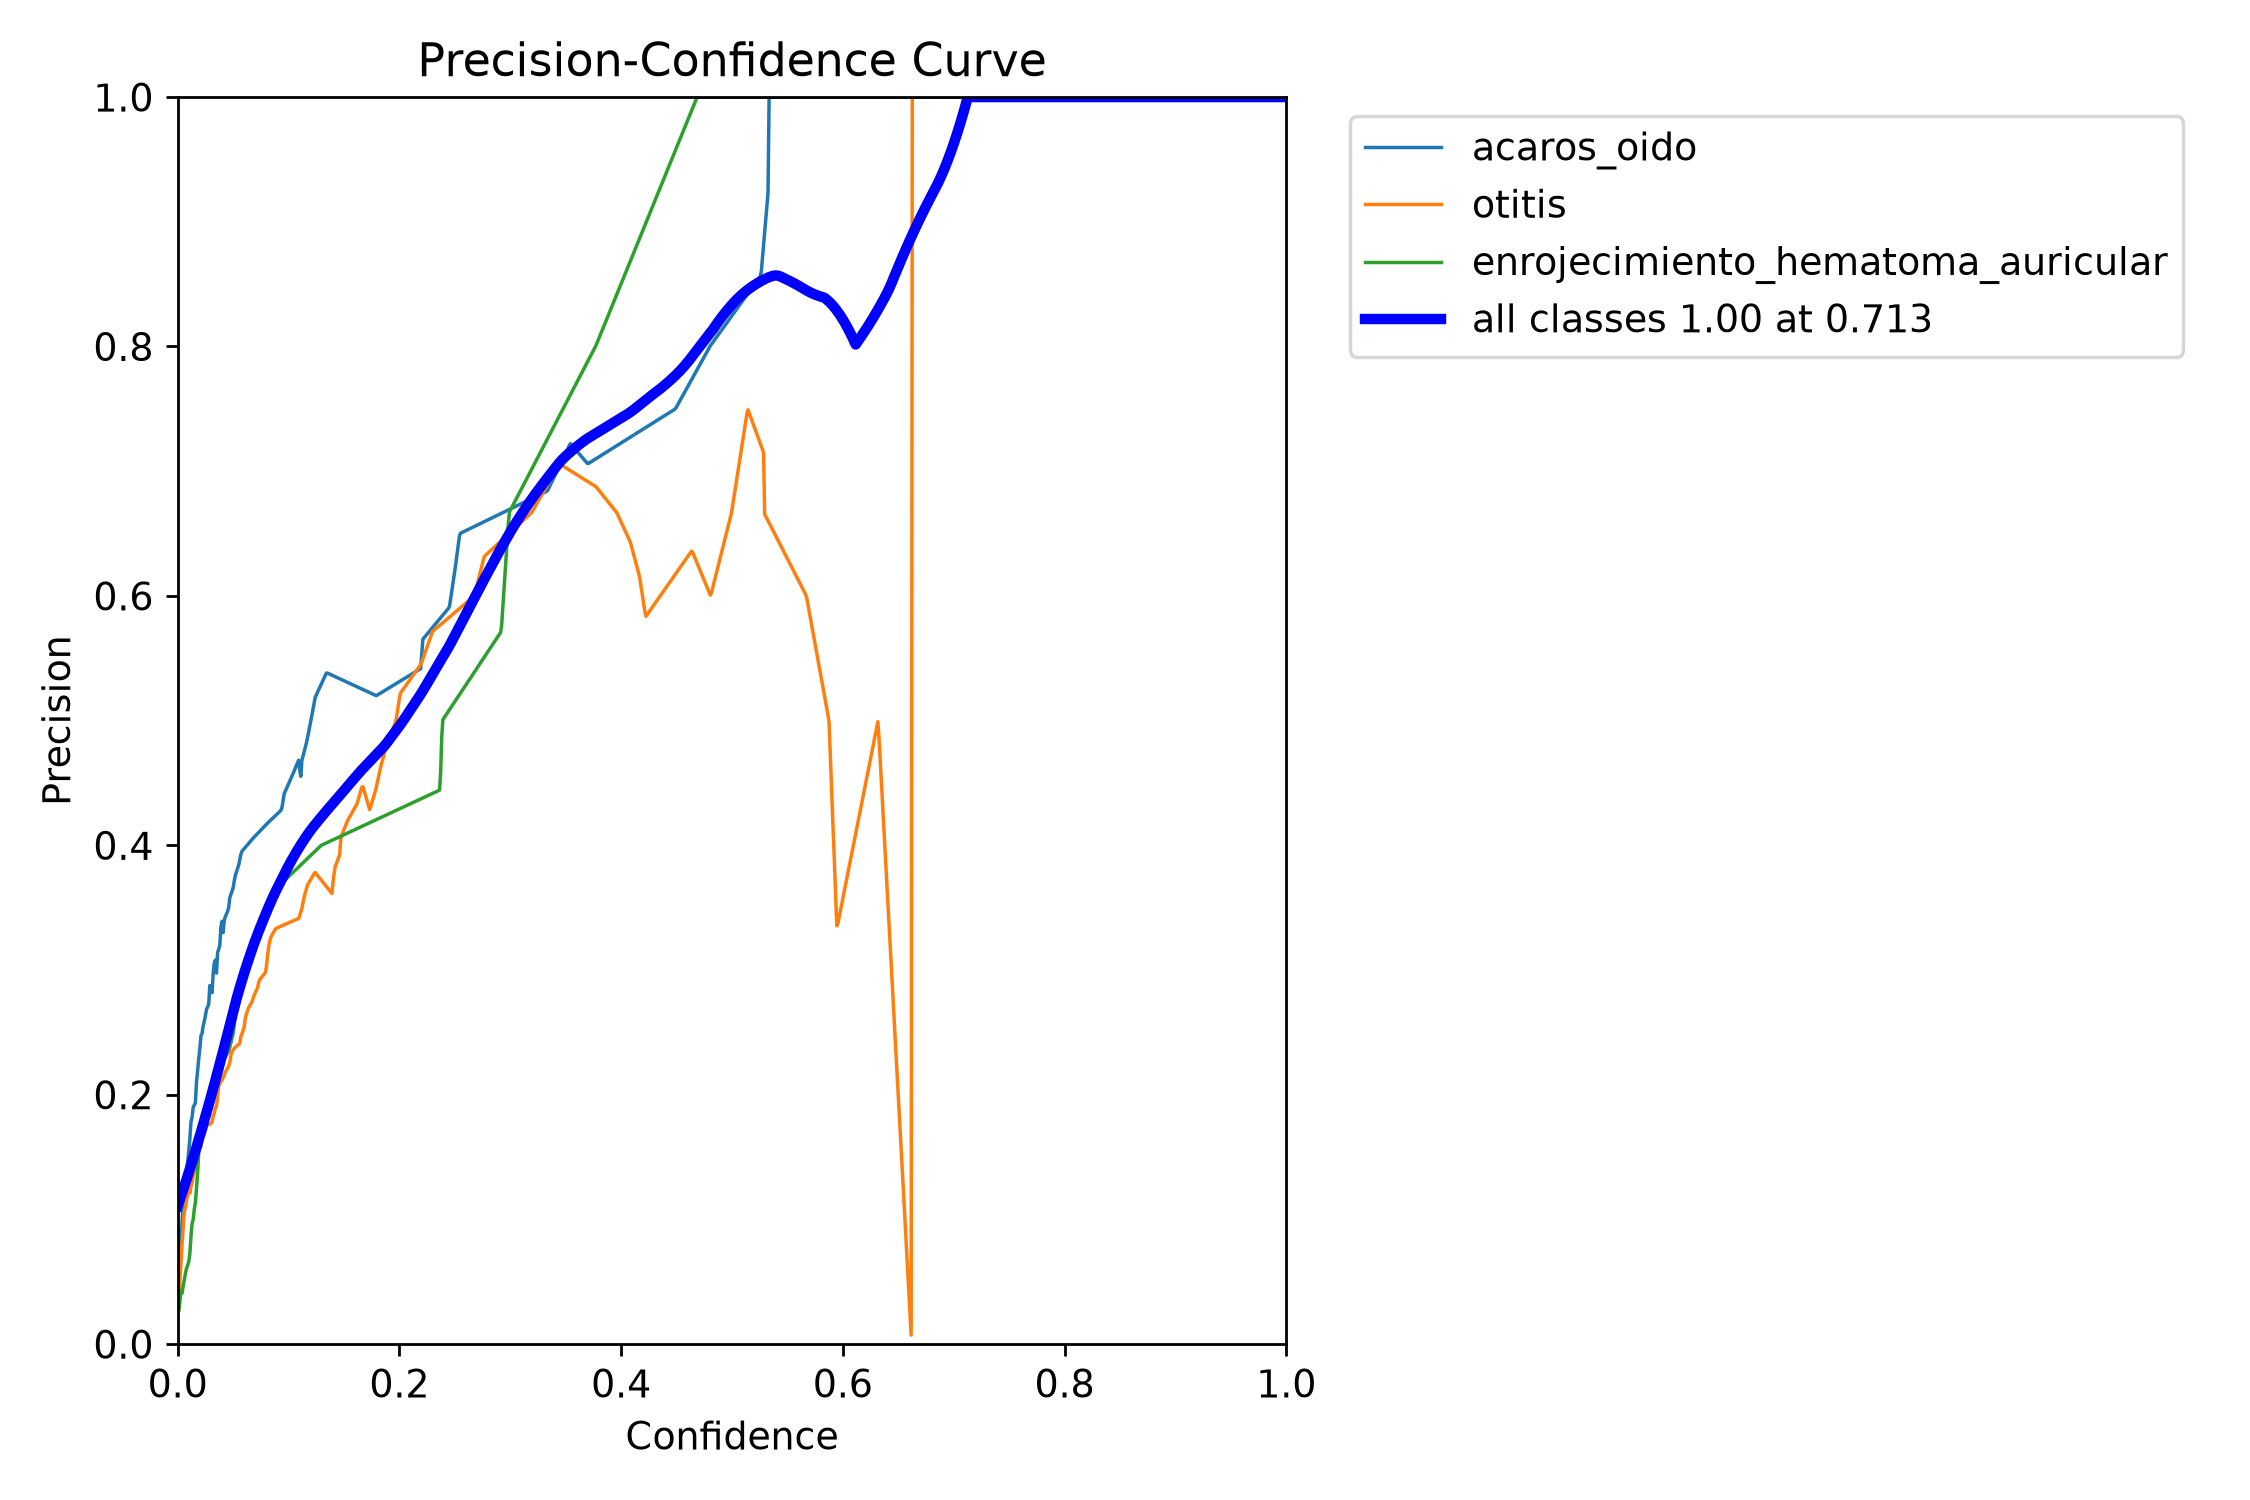 Precision-Confidence Curve
1.0
0.8
0.6
0.4
0.2
0.0
Precision
0.0 0.2 0.4 0.6 0.8 1.0
Confidence
acaros_oido
otitis
enrojecimiento_hematoma_auricular
all classes 1.00 at 0.713